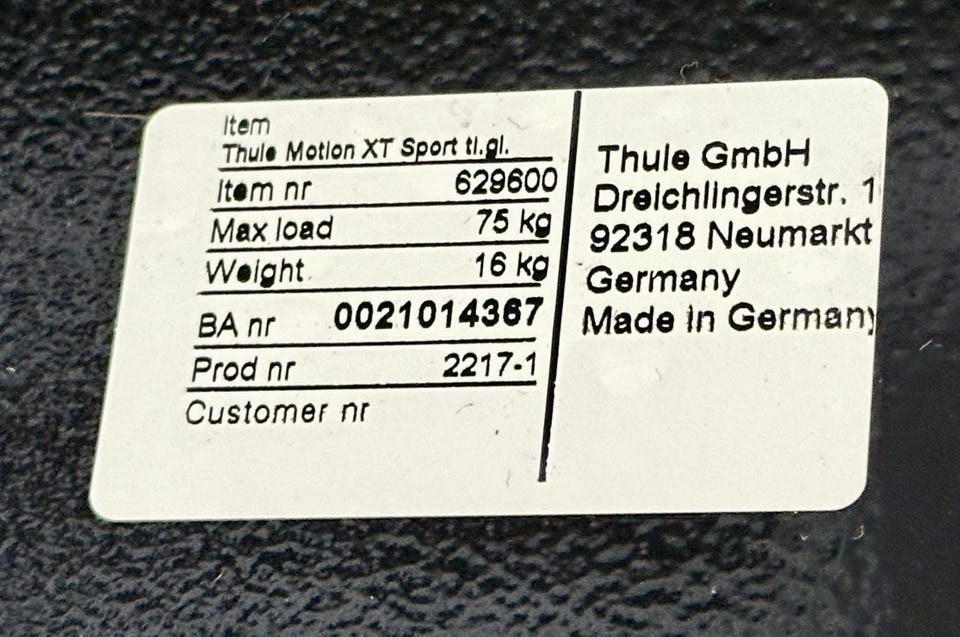 Item
Thule Motion XT Sport tl.gl.
Item nr 629600
Max load 75 kg
Weight 16 kg
BA nr 0021014367
Prod nr 2217-1
Customer nr
Thule GmbH
Dreichlingerstr. 1
92318 Neumarkt
Germany
Made in Germany